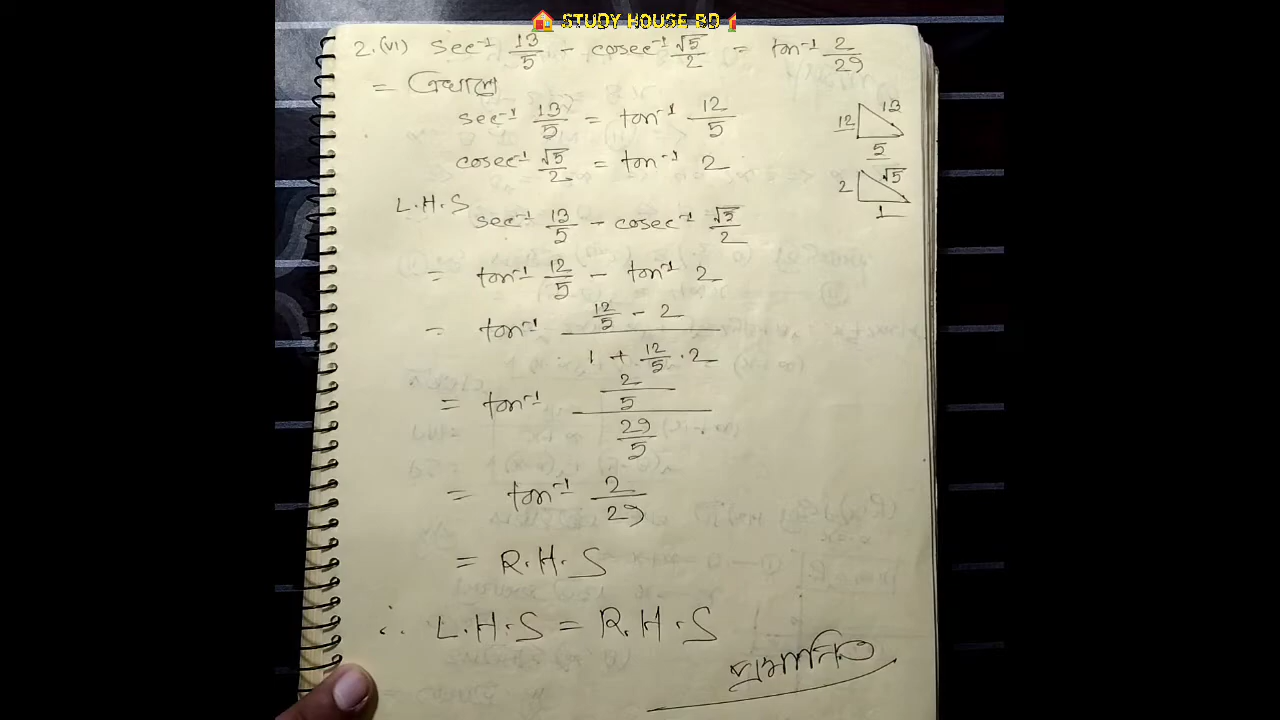 STUDY HOUSE BD
2.(vi) sec⁻¹ 13/5 - cosec⁻¹ √5/2 = tan⁻¹ 2/29
= এখানে
sec⁻¹ 13/5 = tan⁻¹ 12/5
12 13 5
cosec⁻¹ √5/2 = tan⁻¹ 2
2 √5 1
L.H.S
sec⁻¹ 13/5 - cosec⁻¹ √5/2
= tan⁻¹ 12/5 - tan⁻¹ 2
= tan⁻¹ (12/5 - 2)/(1 + 12/5 . 2)
= tan⁻¹ (2/5)/(29/5)
= tan⁻¹ 2/29
= R.H.S
∴ L.H.S = R.H.S
প্রমাণিত